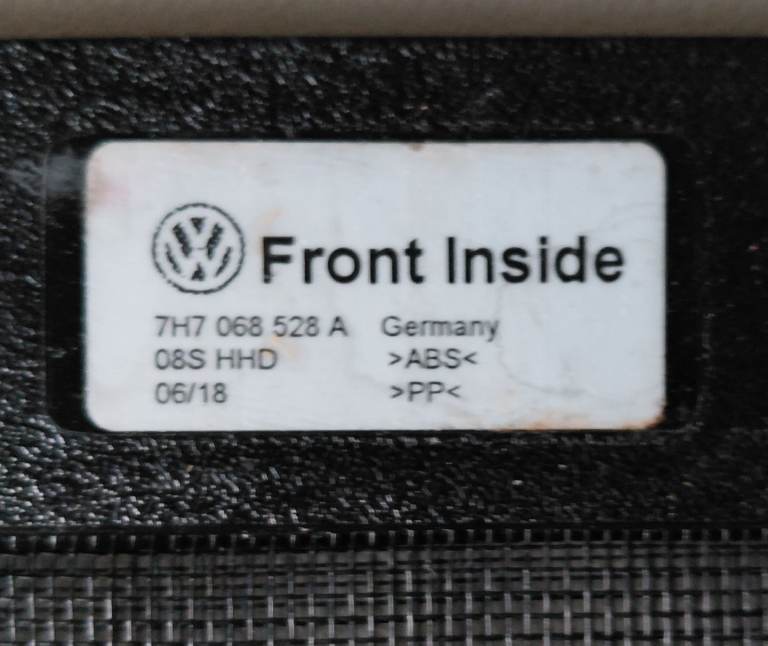 Front Inside
7H7 068 528 A Germany
08S HHD >ABS<
06/18 >PP<